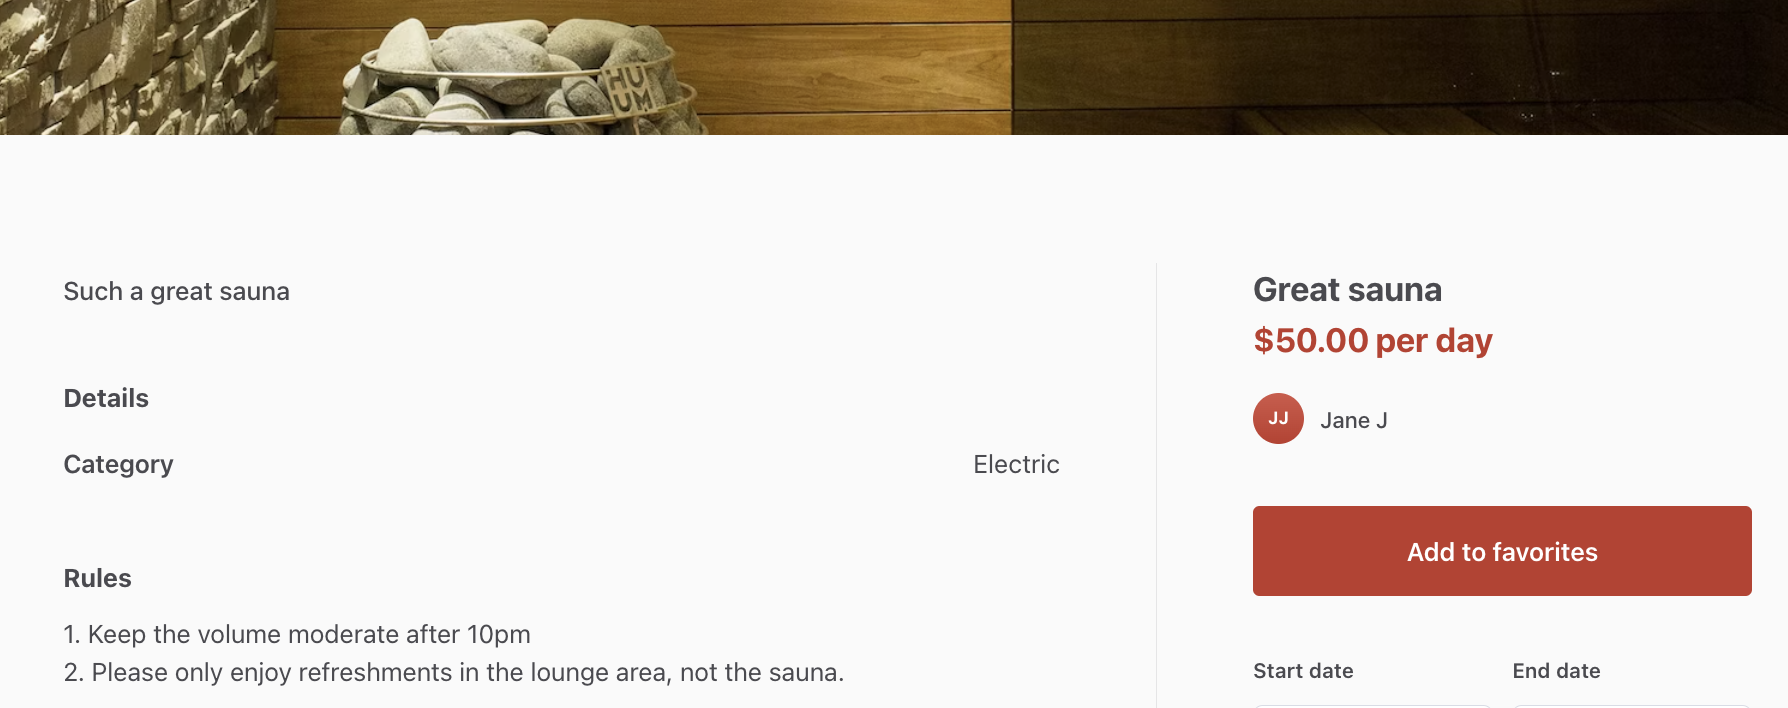 HUUM
Such a great sauna
Details
Category
Electric
Rules
1. Keep the volume moderate after 10pm
2. Please only enjoy refreshments in the lounge area, not the sauna.
Great sauna
$50.00 per day
JJ
Jane J
Add to favorites
Start date
End date